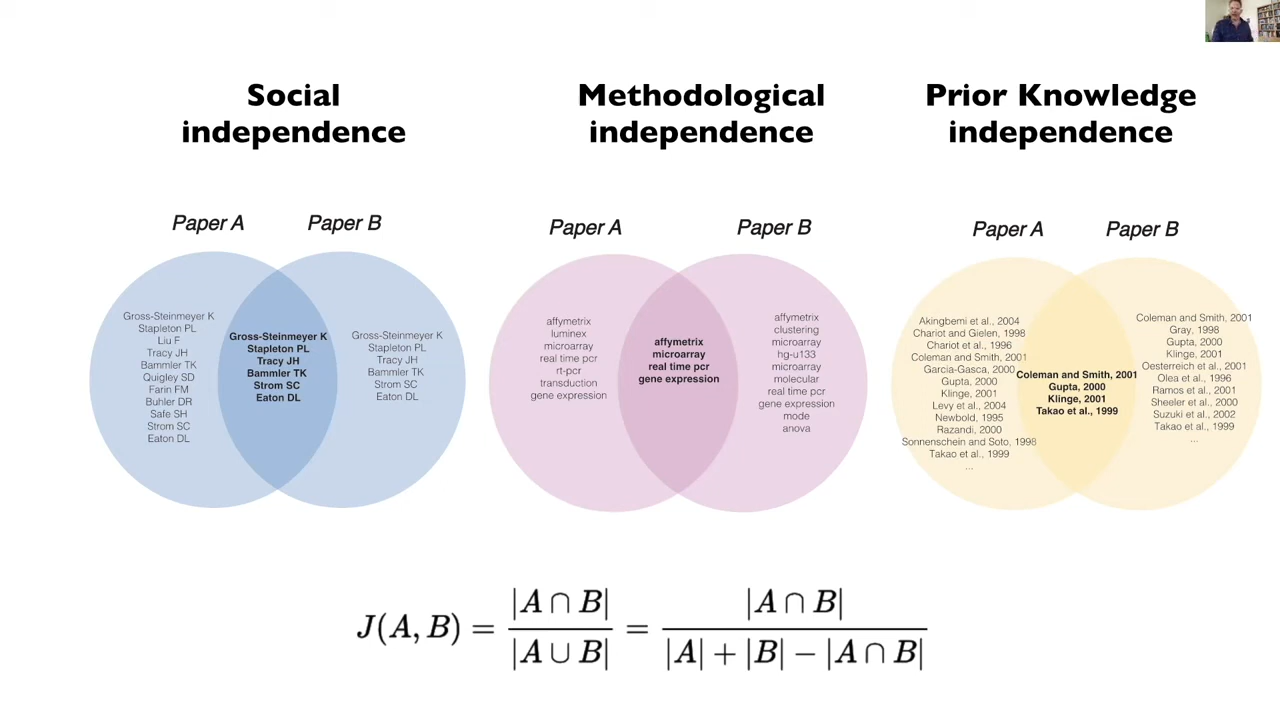 Social
independence
Methodological
independence
Prior Knowledge
independence
Paper A
Paper B
Gross-Steinmeyer K
Stapleton PL
Liu F
Tracy JH
Bammler TK
Quigley SD
Farin FM
Buhler DR
Safe SH
Strom SC
Eaton DL
Gross-Steinmeyer K
Stapleton PL
Tracy JH
Bammler TK
Strom SC
Eaton DL
Gross-Steinmeyer K
Stapleton PL
Tracy JH
Bammler TK
Strom SC
Eaton DL
Paper A
Paper B
affymetrix
luminex
microarray
real time pcr
rt-pcr
transduction
gene expression
affymetrix
microarray
real time pcr
gene expression
affymetrix
clustering
microarray
hg-u133
microarray
molecular
real time pcr
gene expression
mode
anova
Paper A
Paper B
Akingbemi et al., 2004
Chariot and Gielen, 1998
Chariot et al., 1996
Coleman and Smith, 2001
Garcia-Gasca, 2000
Gupta, 2000
Klinge, 2001
Levy et al., 2004
Newbold, 1995
Razandi, 2000
Sonnenschein and Soto, 1998
Takao et al., 1999
...
Coleman and Smith, 2001
Gupta, 2000
Klinge, 2001
Takao et al., 1999
Coleman and Smith, 2001
Gray, 1998
Gupta, 2000
Klinge, 2001
Oesterreich et al., 2001
Olea et al., 1996
Ramos et al., 2001
Sheeler et al., 2000
Suzuki et al., 2002
Takao et al., 1999
...
J(A, B) = |A ∩ B| / |A ∪ B| = |A ∩ B| / |A| + |B| − |A ∩ B|